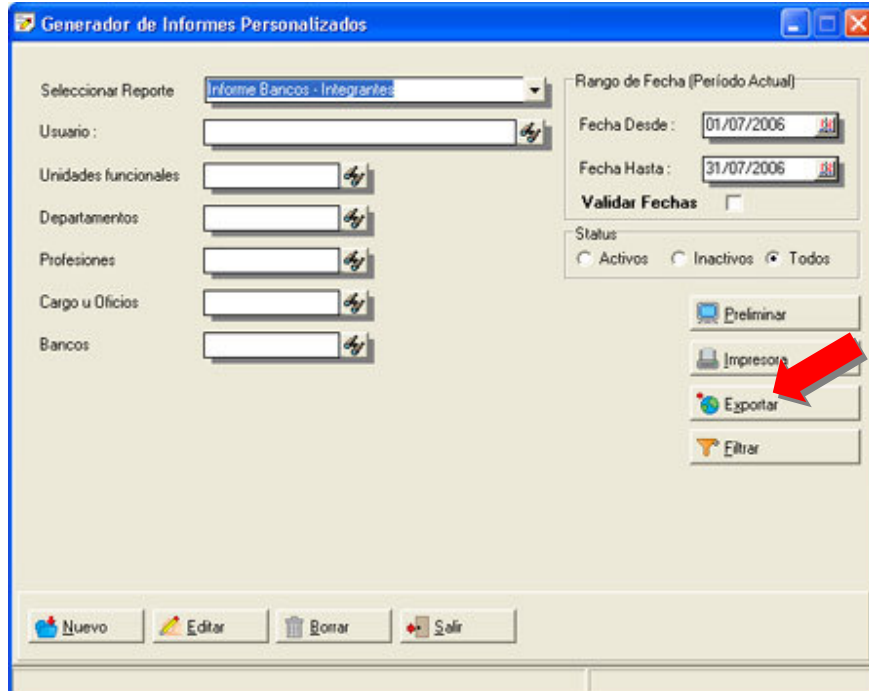 Generador de Informes Personalizados
Seleccionar Reporte Informe Bancos - Integrantes
Usuario :
Unidades funcionales
Departamentos
Profesiones
Cargo u Oficios
Bancos
Rango de Fecha (Período Actual)
Fecha Desde : 01/07/2006
Fecha Hasta : 31/07/2006
Validar Fechas
Status
Activos Inactivos Todos
Preliminar
Impresora
Exportar
Filtrar
Nuevo Editar Borrar Salir